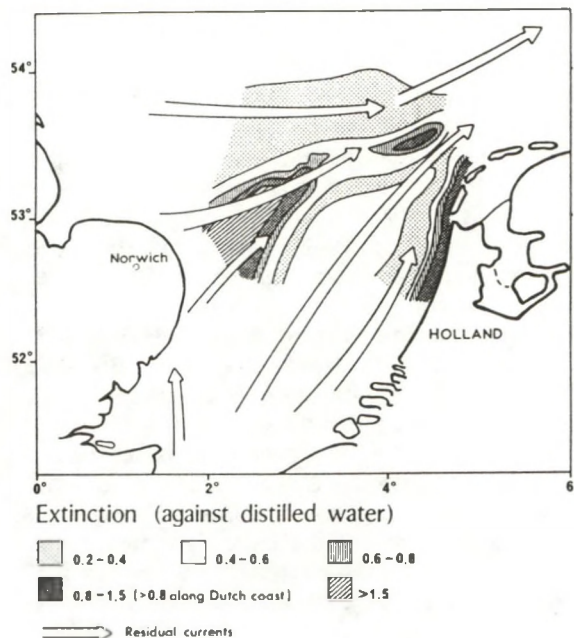 54°
53°
Norwich
HOLLAND
52°
0° 2° 4° 6
Extinction (against distilled water)
0.2-0.4 0.4-0.6 0.6-0.8
0.8-1.5 (>0.8 along Dutch coast) >1.5
Residual currents